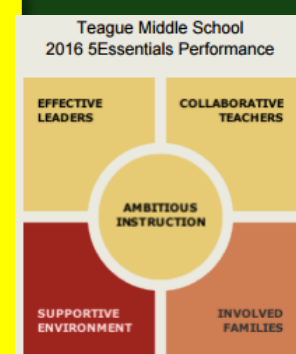 Teague Middle School
2016 5Essentials Performance
EFFECTIVE
LEADERS
COLLABORATIVE
TEACHERS
AMBITIOUS
INSTRUCTION
SUPPORTIVE
ENVIRONMENT
INVOLVED
FAMILIES